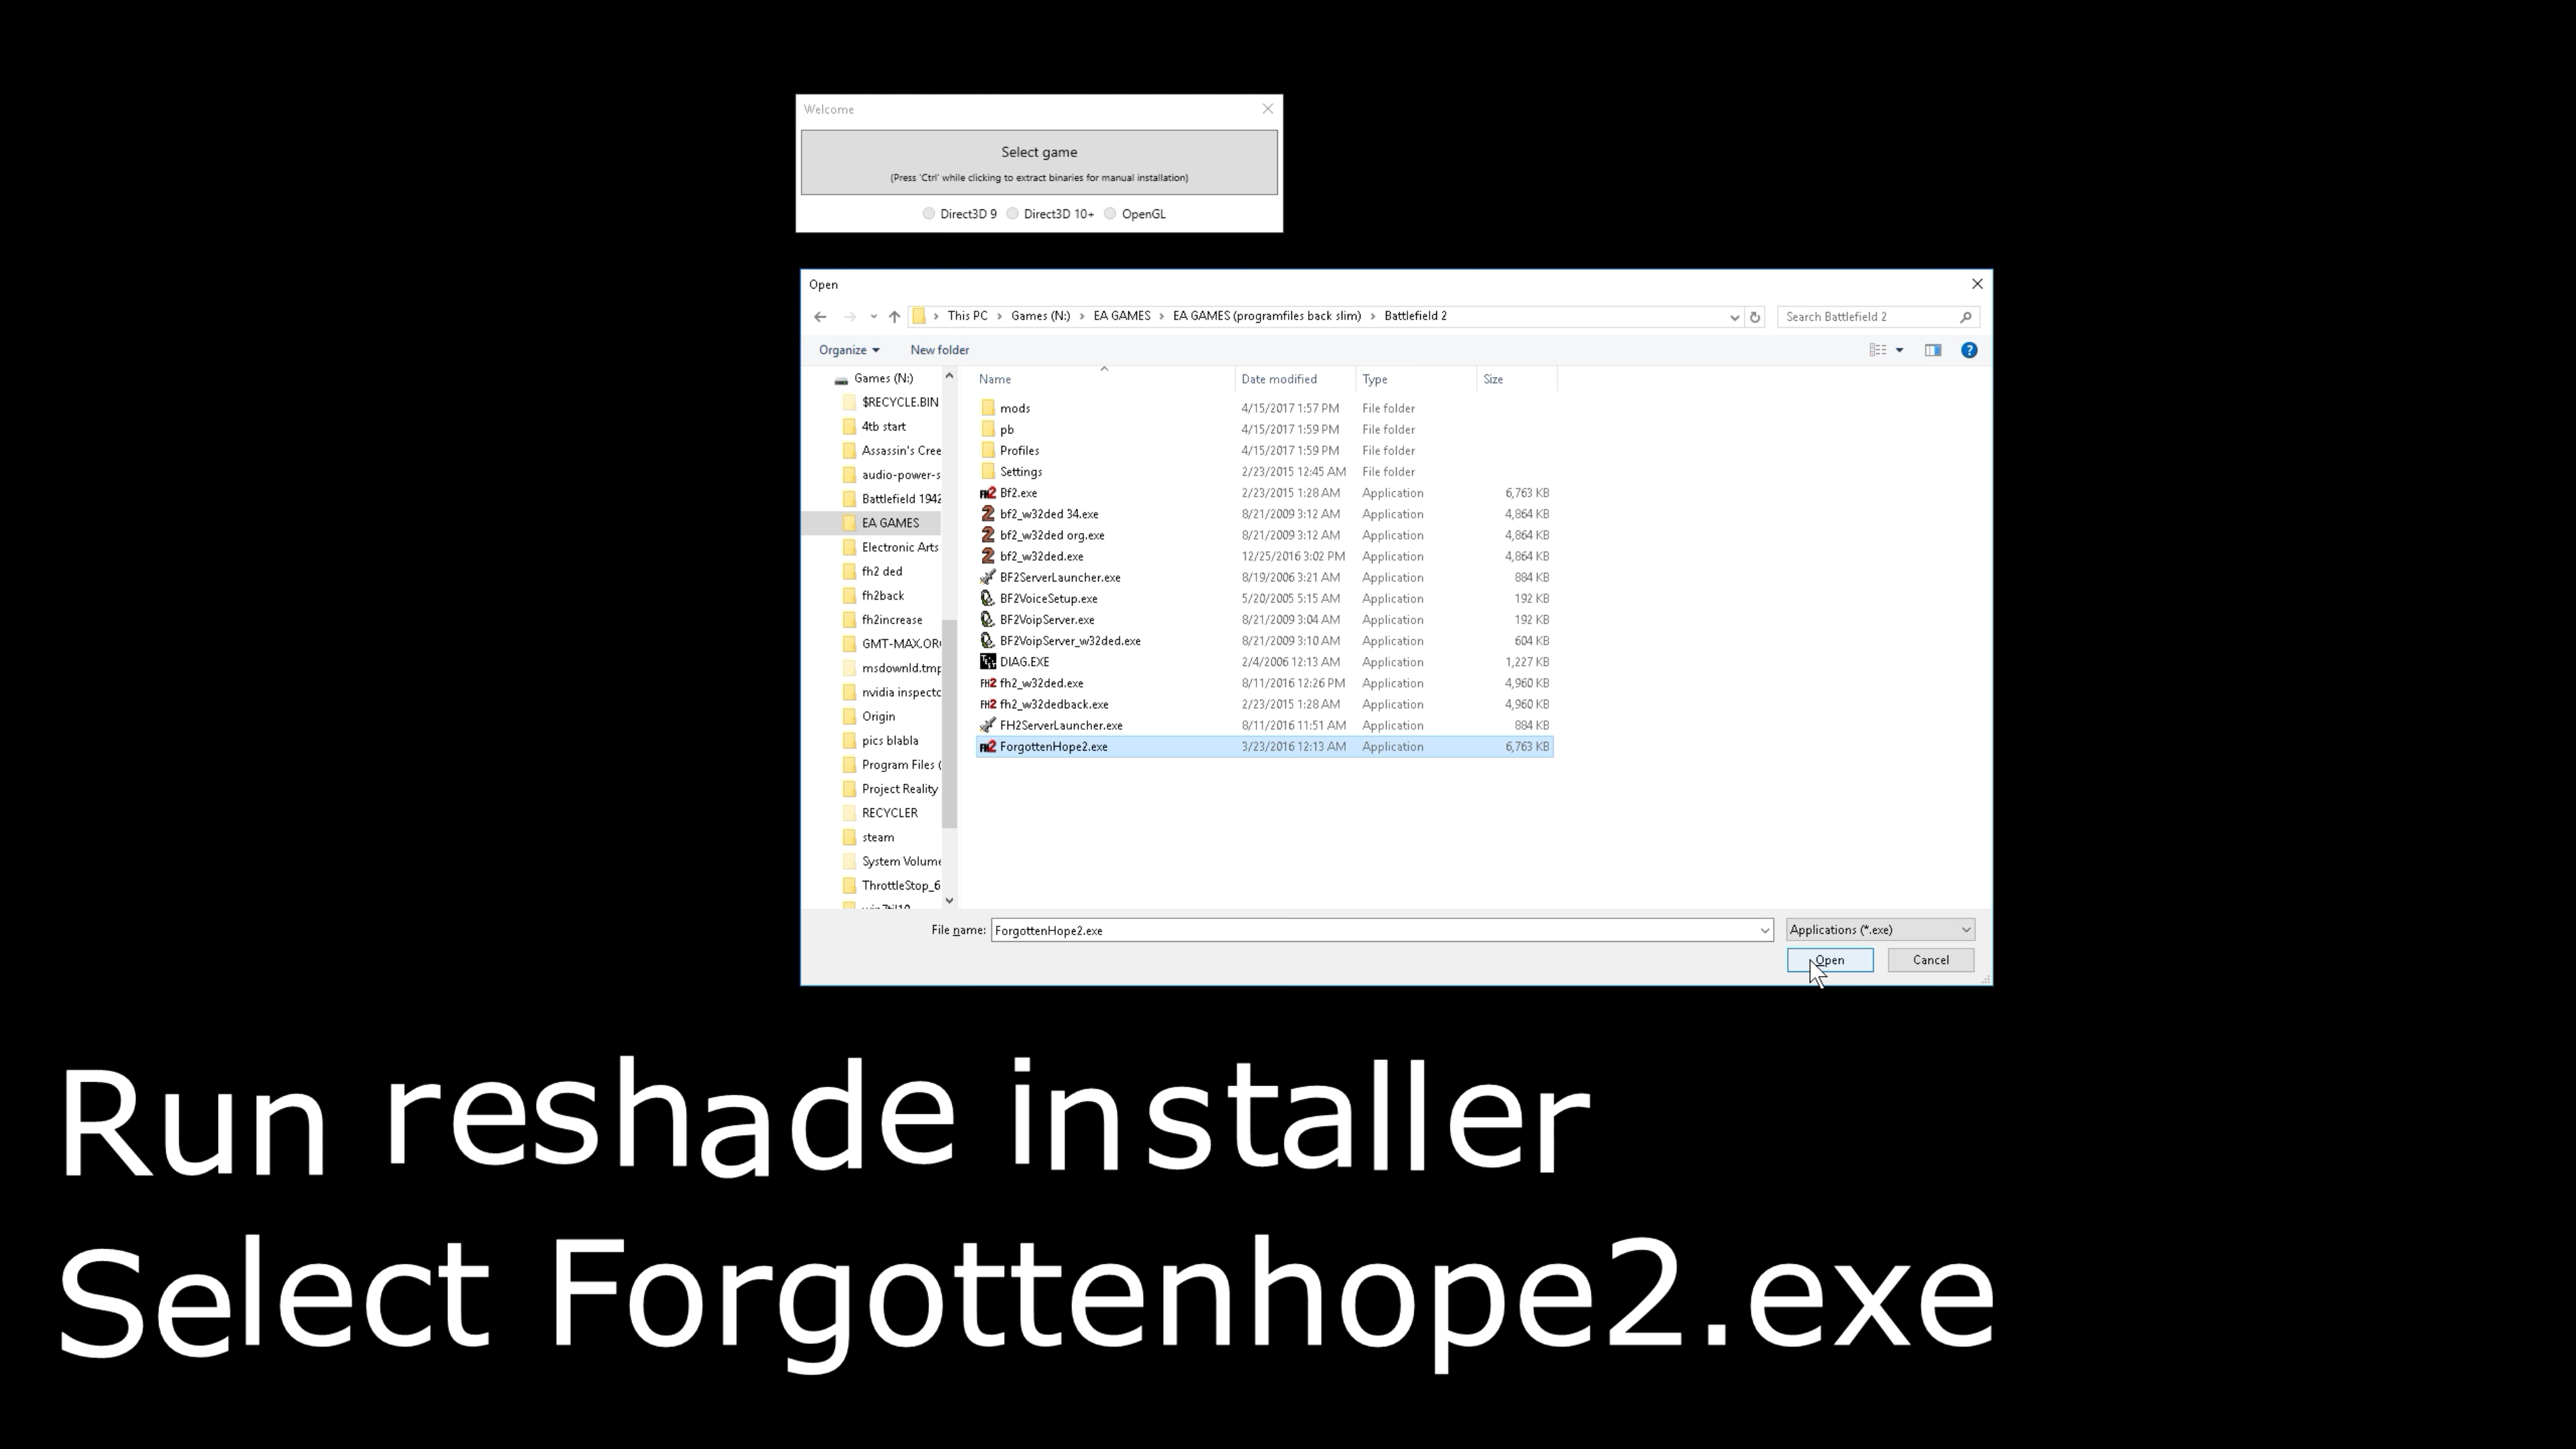 Welcome
Select game
(Press 'Ctrl' while clicking to extract binaries for manual installation)
Direct3D 9 Direct3D 10+ OpenGL
Open
This PC > Games (N:) > EA GAMES > EA GAMES (programfiles back slim) > Battlefield 2
Search Battlefield 2
Organize New folder
Games (N:)
$RECYCLE.BIN
4tb start
Assassin's Cree
audio-power-s
Battlefield 1942
EA GAMES
Electronic Arts
fh2 ded
fh2back
fh2increase
GMT-MAX.OR
msdownld.tmp
nvidia inspecto
Origin
pics blabla
Program Files (
Project Reality
RECYCLER
steam
System Volume
ThrottleStop_6
Name Date modified Type Size
mods 4/15/2017 1:57 PM File folder
pb 4/15/2017 1:59 PM File folder
Profiles 4/15/2017 1:59 PM File folder
Settings 2/23/2015 12:45 AM File folder
Bf2.exe 2/23/2015 1:28 AM Application 6,763 KB
bf2_w32ded 34.exe 8/21/2009 3:12 AM Application 4,864 KB
bf2_w32ded org.exe 8/21/2009 3:12 AM Application 4,864 KB
bf2_w32ded.exe 12/25/2016 3:02 PM Application 4,864 KB
BF2ServerLauncher.exe 8/19/2006 3:21 AM Application 884 KB
BF2VoiceSetup.exe 5/20/2005 5:15 AM Application 192 KB
BF2VoipServer.exe 8/21/2009 3:04 AM Application 192 KB
BF2VoipServer_w32ded.exe 8/21/2009 3:10 AM Application 604 KB
DIAG.EXE 2/4/2006 12:13 AM Application 1,227 KB
fh2_w32ded.exe 8/11/2016 12:26 PM Application 4,960 KB
fh2_w32dedback.exe 2/23/2015 1:28 AM Application 4,960 KB
FH2ServerLauncher.exe 8/11/2016 11:51 AM Application 884 KB
ForgottenHope2.exe 3/23/2016 12:13 AM Application 6,763 KB
File name: ForgottenHope2.exe Applications (*.exe)
Open Cancel
Run reshade installer
Select Forgottenhope2.exe